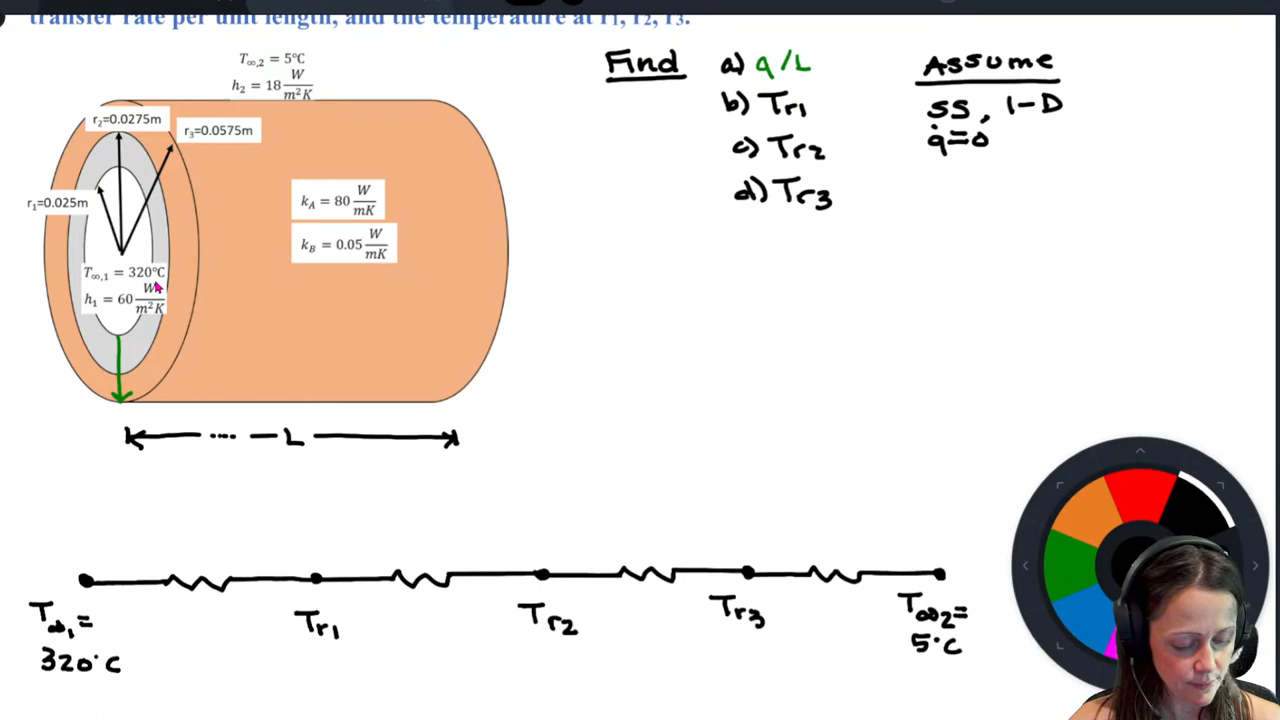 transfer rate per unit length, and the temperature at r₁, r₂, r₃.
T∞,2 = 5℃
h₂ = 18 W/m²K
r₂=0.0275m
r₃=0.0575m
r₁=0.025m
k_A = 80 W/mK
k_B = 0.05 W/mK
T∞,1 = 320℃
h₁ = 60 W/m²K
L
Find
a) q/L
b) Tr1
c) Tr2
d) Tr3
Assume
SS, 1-D
q̇=0
T∞1 =
320°C
Tr1
Tr2
Tr3
T∞2=
5°C